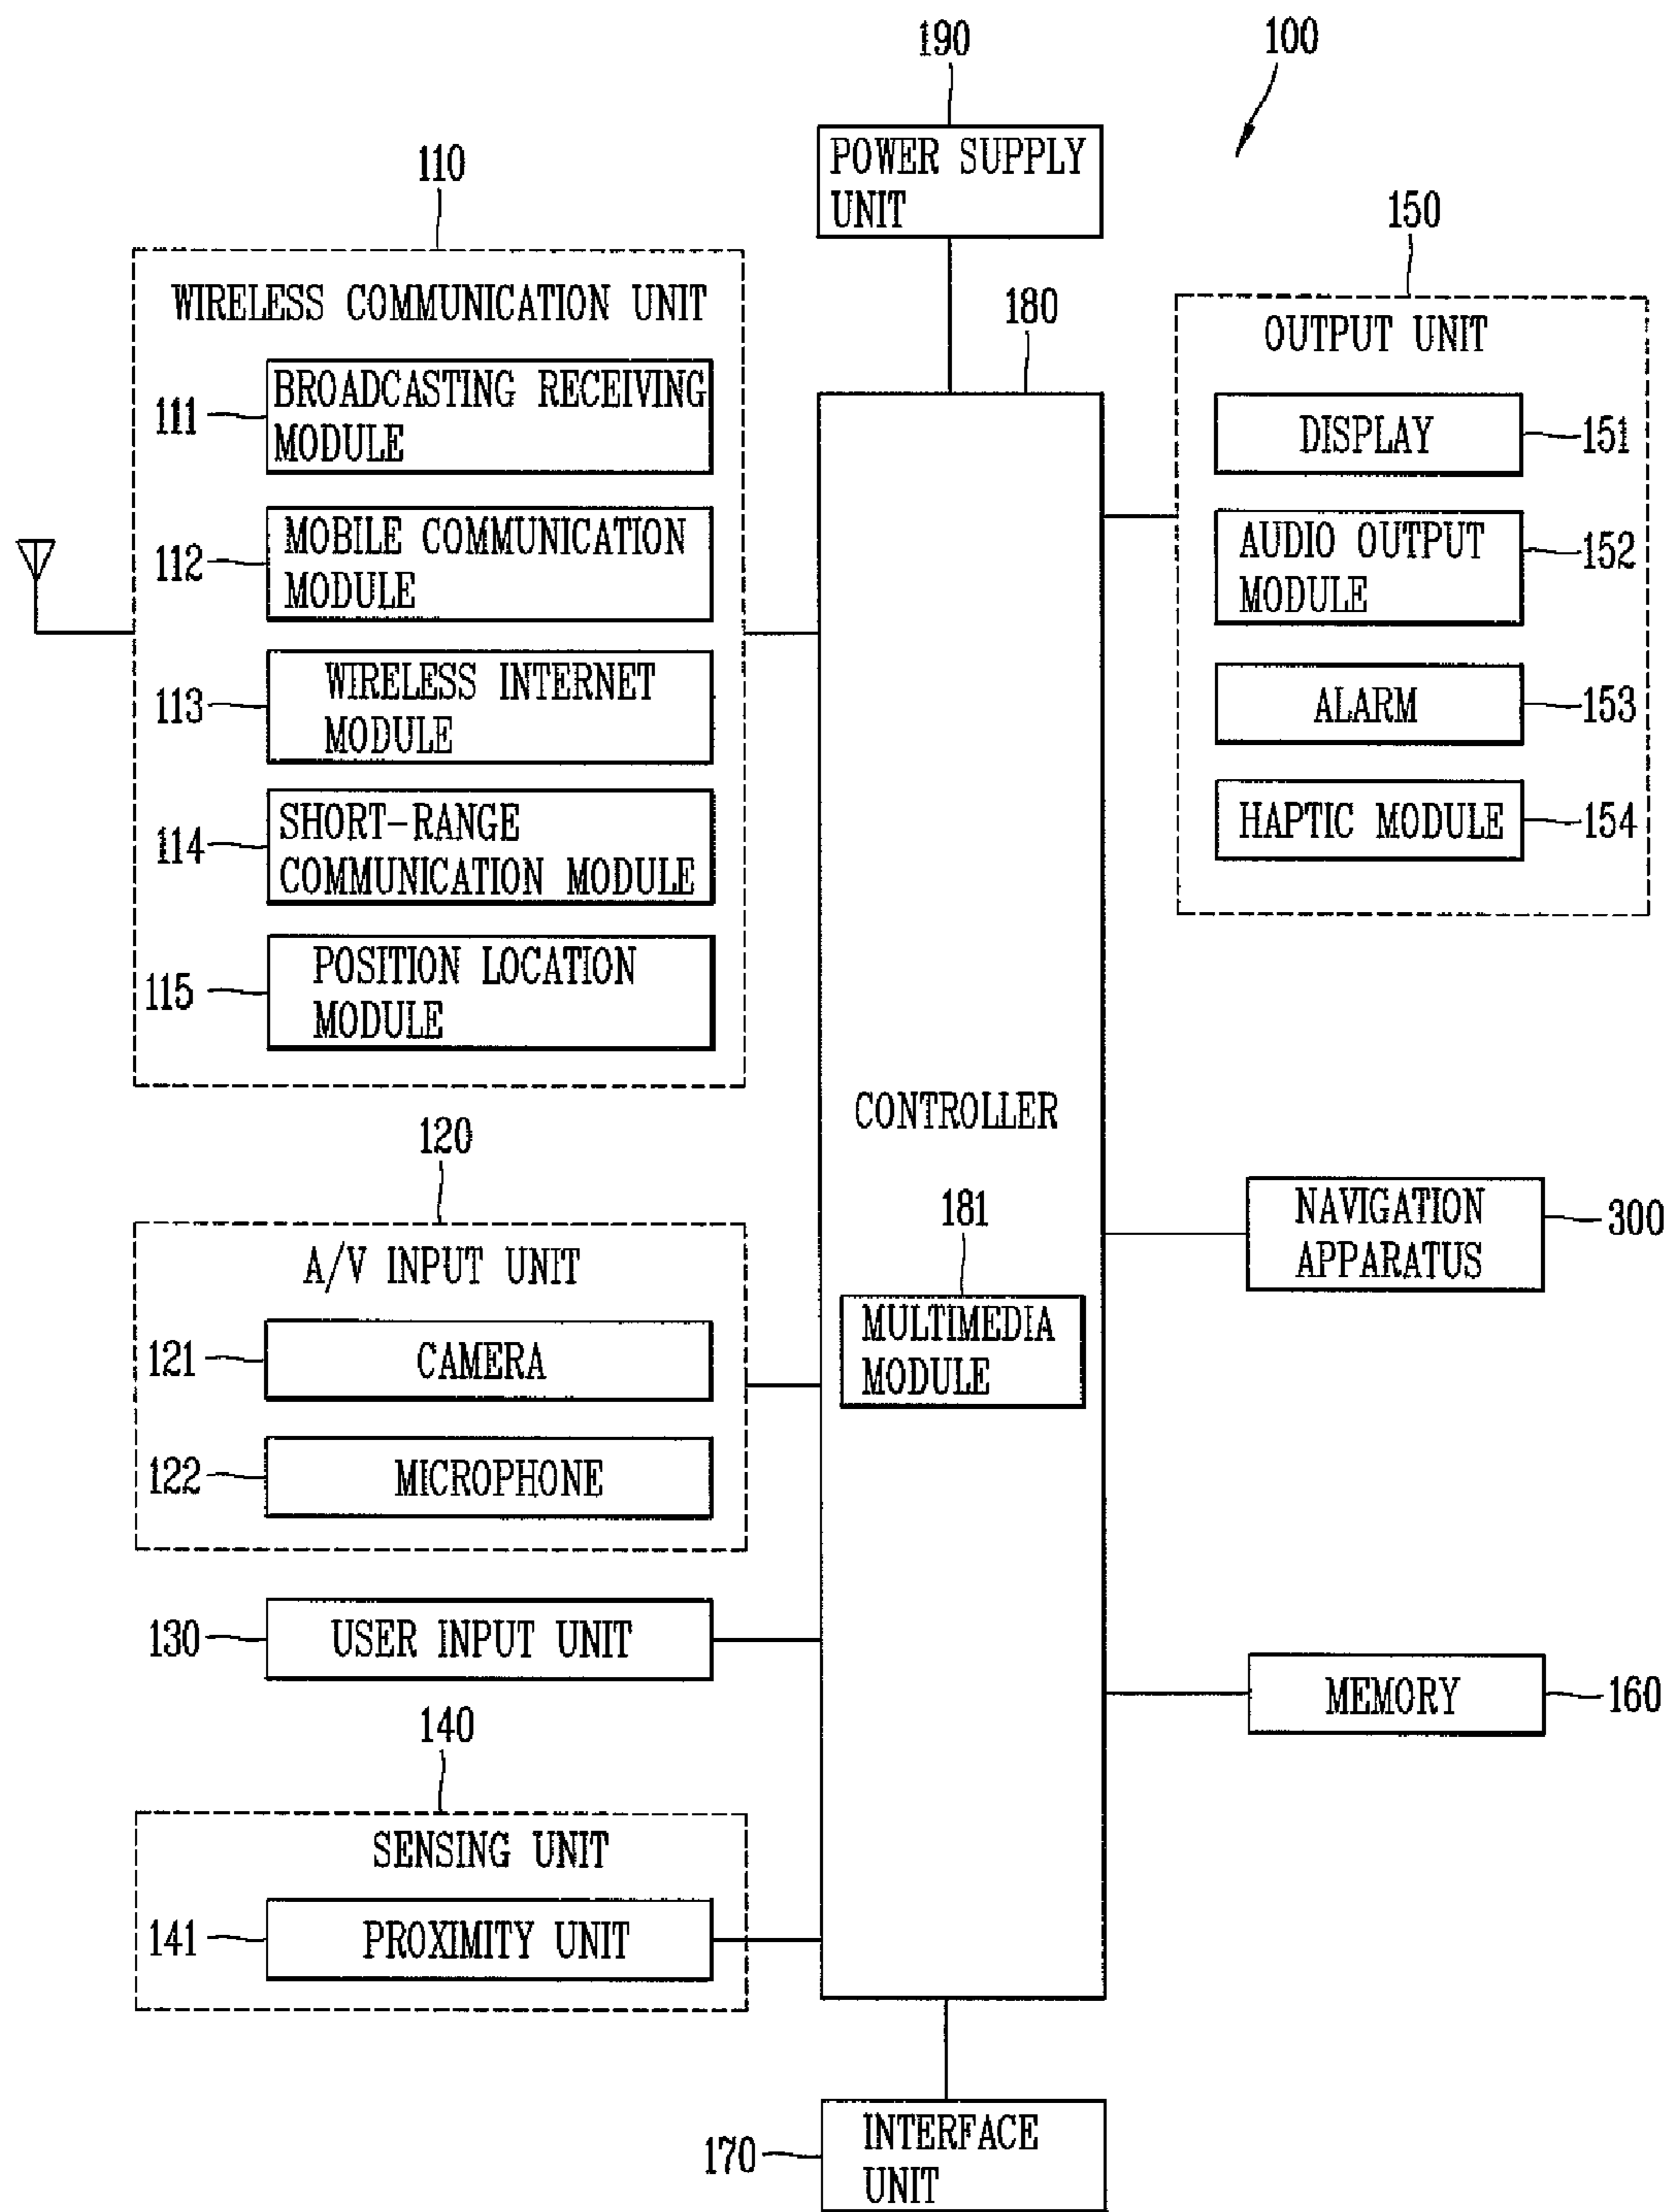 190
100
POWER SUPPLY
UNIT
110
WIRELESS COMMUNICATION UNIT
111
BROADCASTING RECEIVING
MODULE
112
MOBILE COMMUNICATION
MODULE
113
WIRELESS INTERNET
MODULE
114
SHORT-RANGE
COMMUNICATION MODULE
115
POSITION LOCATION
MODULE
120
A/V INPUT UNIT
121
CAMERA
122
MICROPHONE
130
USER INPUT UNIT
140
SENSING UNIT
141
PROXIMITY UNIT
180
CONTROLLER
181
MULTIMEDIA
MODULE
150
OUTPUT UNIT
DISPLAY
151
AUDIO OUTPUT
MODULE
152
ALARM
153
HAPTIC MODULE
154
NAVIGATION
APPARATUS
300
MEMORY
160
170
INTERFACE
UNIT